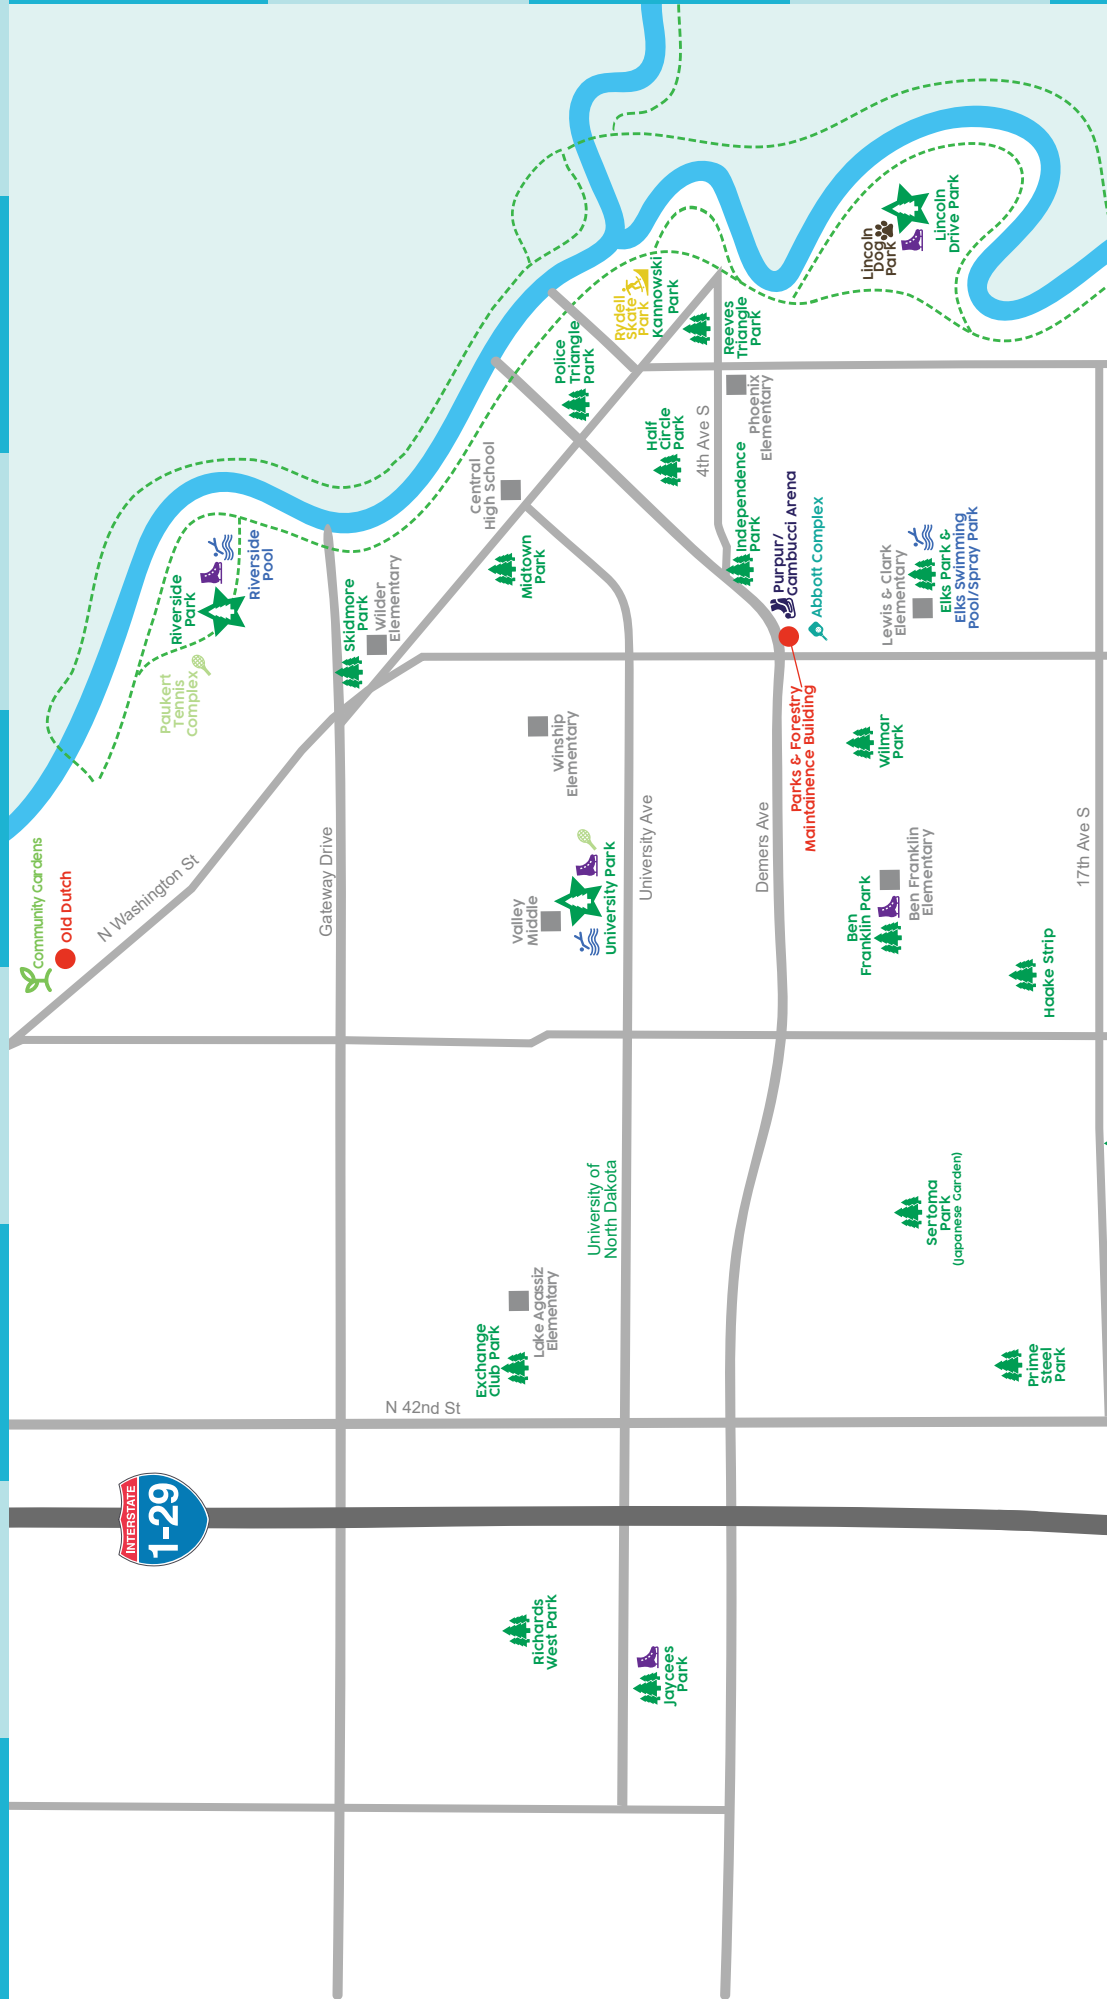 Community Gardens
Old Dutch
N Washington St
Paukert
Tennis
Complex
Riverside
Park
Riverside
Pool
Gateway Drive
Skidmore
Park
Wilder
Elementary
Central
High School
Midtown
Park
Police
Triangle
Park
Rydell
Skate
Park
Kannowski
Park
Reeves
Triangle
Park
Half
Circle
Park
4th Ave S
Phoenix
Elementary
Independence
Park
Purpur/
Gambucci Arena
Abbott Complex
Parks & Forestry
Maintainence Building
Lincoln
Dog
Park
Lincoln
Drive Park
Lewis & Clark
Elementary
Elks Park &
Elks Swimming
Pool/Spray Park
Winship
Elementary
University Ave
Demers Ave
Wilmar
Park
17th Ave S
Valley
Middle
University Park
Ben
Franklin Park
Ben Franklin
Elementary
Haake Strip
University of
North Dakota
Sertoma
Park
(Japanese Garden)
Exchange
Club Park
Lake Agassiz
Elementary
Prime
Steel
Park
N 42nd St
INTERSTATE
1-29
Richards
West Park
Jaycees
Park